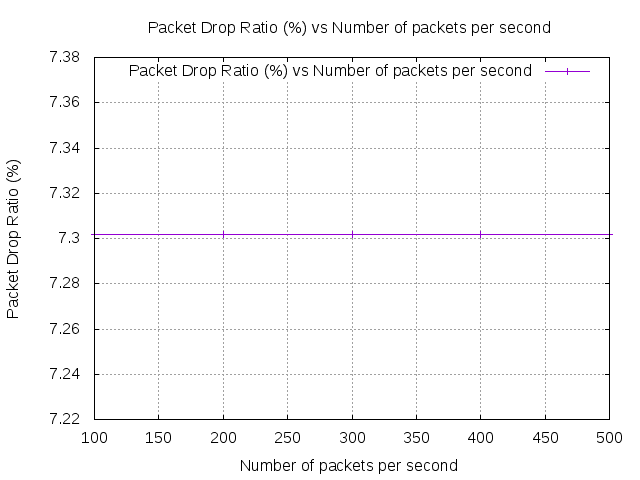 Packet Drop Ratio (%) vs Number of packets per second
7.38
Packet Drop Ratio (%) vs Number of packets per second
7.36
7.34
7.32
7.3
7.28
7.26
7.24
7.22
Packet Drop Ratio (%)
100 150 200 250 300 350 400 450 500
Number of packets per second